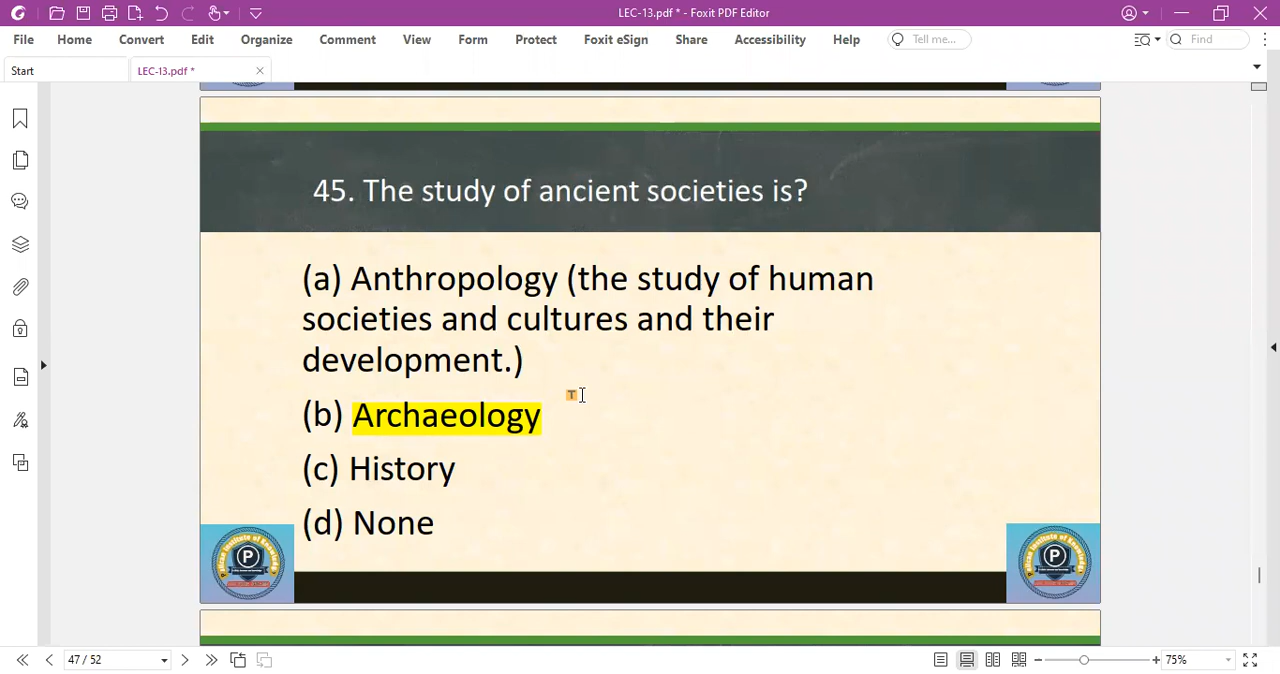 LEC-13.pdf * - Foxit PDF Editor
File Home Convert Edit Organize Comment View Form Protect Foxit eSign Share Accessibility Help Tell me... Find
Start LEC-13.pdf *
45. The study of ancient societies is?
(a) Anthropology (the study of human
societies and cultures and their
development.)
(b) Archaeology
(c) History
(d) None
P
P
47 / 52 75%